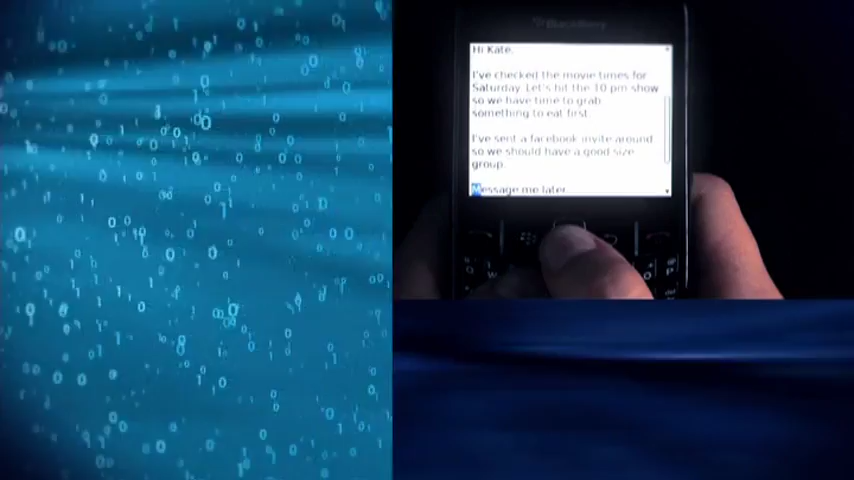 BlackBerry
Hi Kate,
I've checked the movie times for
Saturday. Let's hit the 10 pm show
so we have time to grab
something to eat first.
I've sent a facebook invite around
so we should have a good size
group.
Message me later